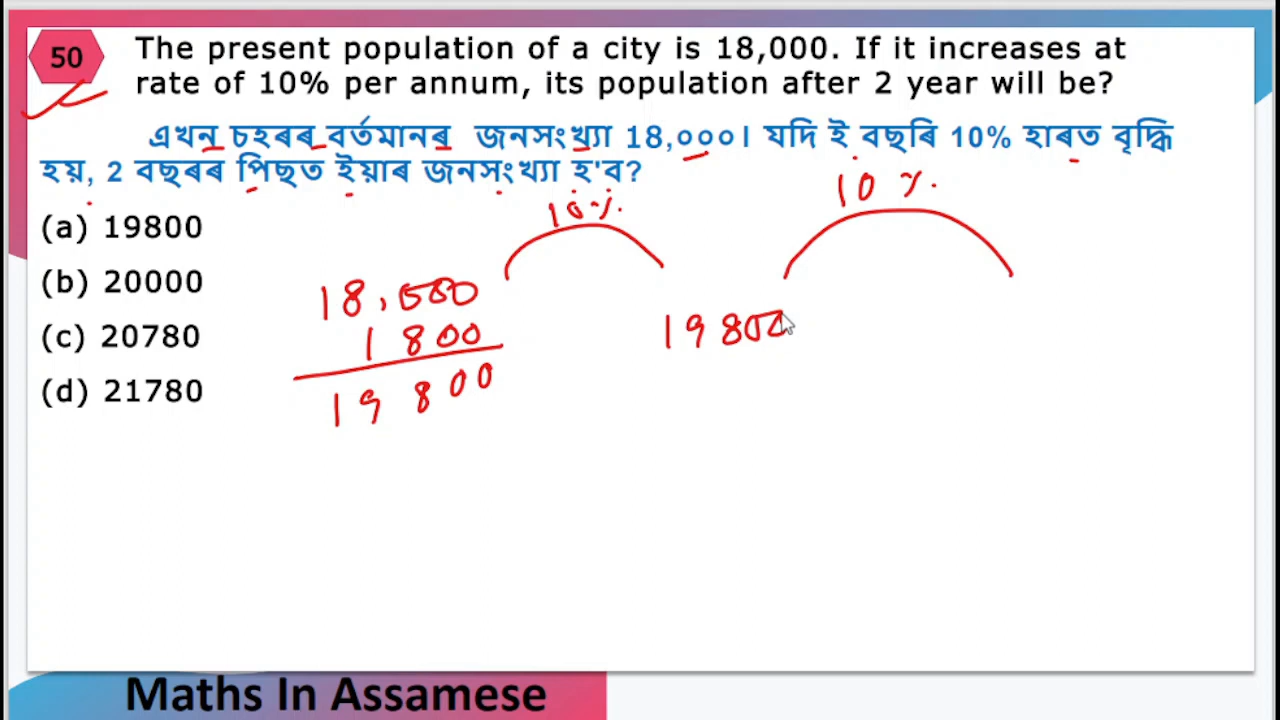 50
The present population of a city is 18,000. If it increases at
rate of 10% per annum, its population after 2 year will be?
এখন চহৰৰ বৰ্তমানৰ জনসংখ্যা 18,০০০। যদি ই বছৰি 10% হাৰত বৃদ্ধি
হয়, 2 বছৰৰ পিছত ইয়াৰ জনসংখ্যা হ'ব?
(a) 19800
(b) 20000
(c) 20780
(d) 21780
10%.
10 %.
18,000
1800
19800
19800
Maths In Assamese